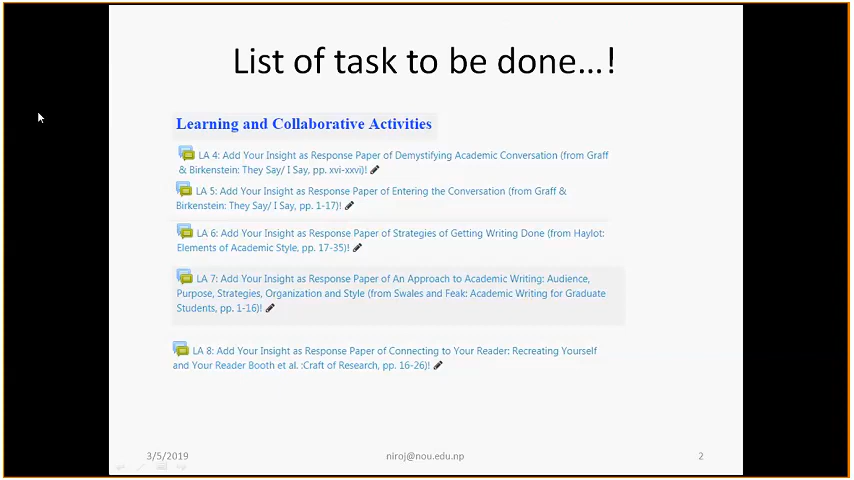 List of task to be done...!
Learning and Collaborative Activities
LA 4: Add Your Insight as Response Paper of Demystifying Academic Conversation (from Graff
& Birkenstein: They Say/ I Say, pp. xvi-xxvi)!
LA 5: Add Your Insight as Response Paper of Entering the Conversation (from Graff &
Birkenstein: They Say/ I Say, pp. 1-17)!
LA 6: Add Your Insight as Response Paper of Strategies of Getting Writing Done (from Haylot:
Elements of Academic Style, pp. 17-35)!
LA 7: Add Your Insight as Response Paper of An Approach to Academic Writing: Audience,
Purpose, Strategies, Organization and Style (from Swales and Feak: Academic Writing for Graduate
Students, pp. 1-16)!
LA 8: Add Your Insight as Response Paper of Connecting to Your Reader: Recreating Yourself
and Your Reader Booth et al. :Craft of Research, pp. 16-26)!
3/5/2019
niroj@nou.edu.np
2